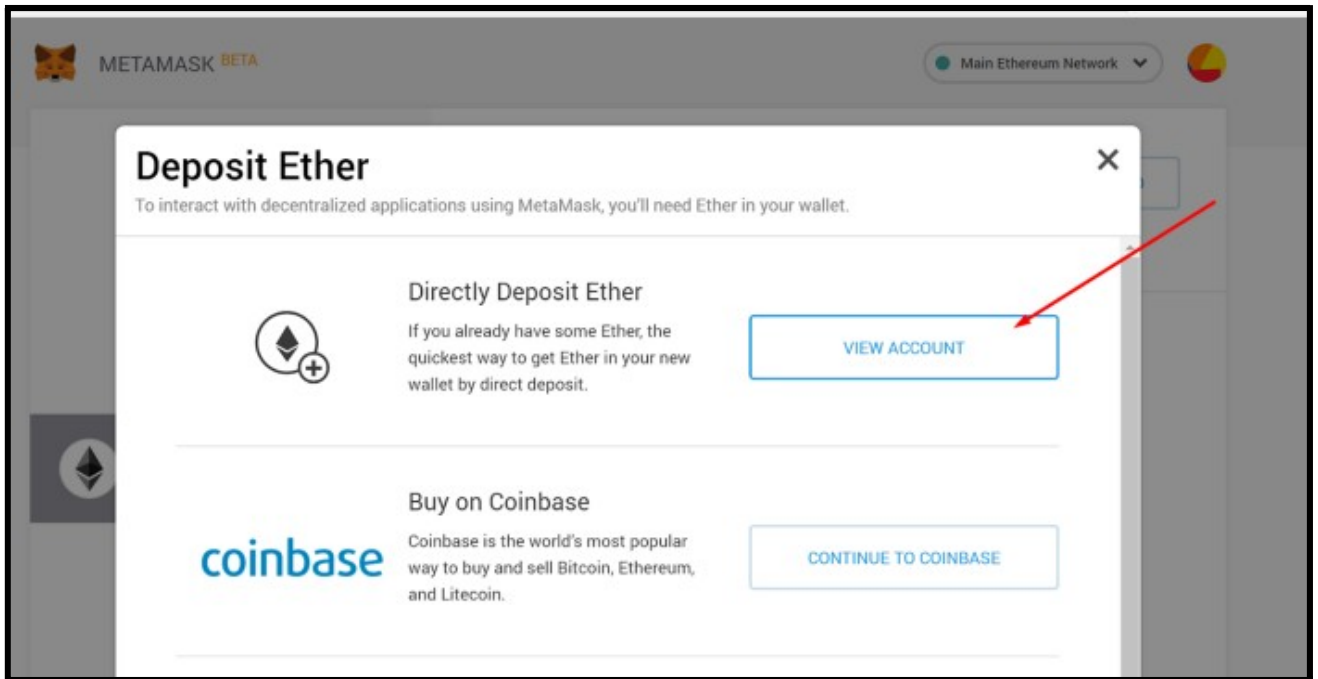 METAMASK BETA
Main Ethereum Network
Deposit Ether
To interact with decentralized applications using MetaMask, you'll need Ether in your wallet.
Directly Deposit Ether
If you already have some Ether, the
quickest way to get Ether in your new
wallet by direct deposit.
VIEW ACCOUNT
Buy on Coinbase
coinbase
Coinbase is the world's most popular
way to buy and sell Bitcoin, Ethereum,
and Litecoin.
CONTINUE TO COINBASE